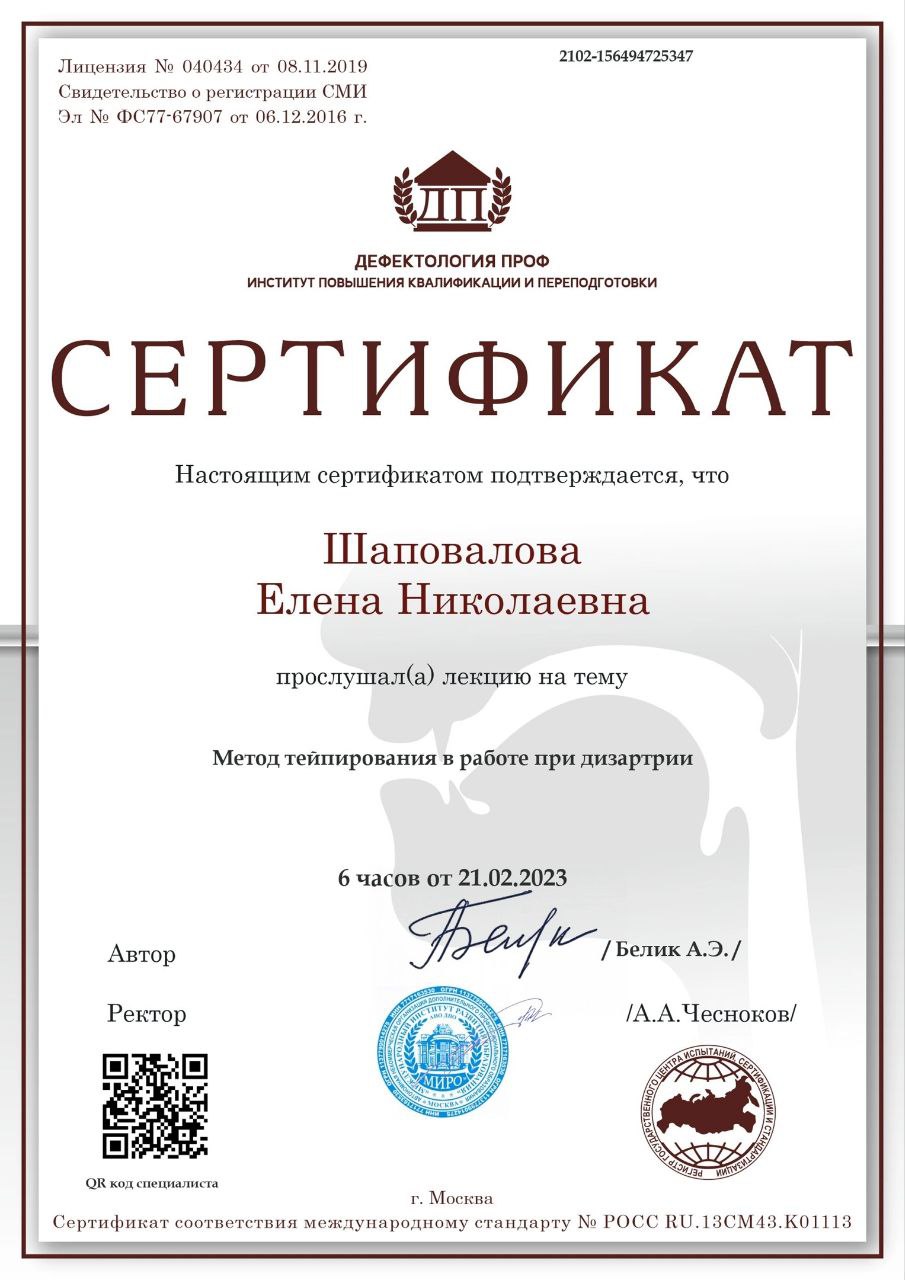 Лицензия № 040434 от 08.11.2019
2102-156494725347
Свидетельство о регистрации СМИ
Эл № ФС77-67907 от 06.12.2016 г.
ДП
ДЕФЕКТОЛОГИЯ ПРОФ
ИНСТИТУТ ПОВЫШЕНИЯ КВАЛИФИКАЦИИ И ПЕРЕПОДГОТОВКИ
СЕРТИФИКАТ
Настоящим сертификатом подтверждается, что
Шаповалова
Елена Николаевна
прослушал(а) лекцию на тему
Метод тейпирования в работе при дизартрии
6 часов от 21.02.2023
Автор
/ Белик А.Э. /
Ректор
/А.А.Чесноков/
МИРО
МОСКВА
РЕГИСТР ГОСУДАРСТВЕННОГО ЦЕНТРА ИСПЫТАНИЙ, СЕРТИФИКАЦИИ И СТАНДАРТИЗАЦИИ
QR код специалиста
г. Москва
Сертификат соответствия международному стандарту № РОСС RU.13СМ43.К01113